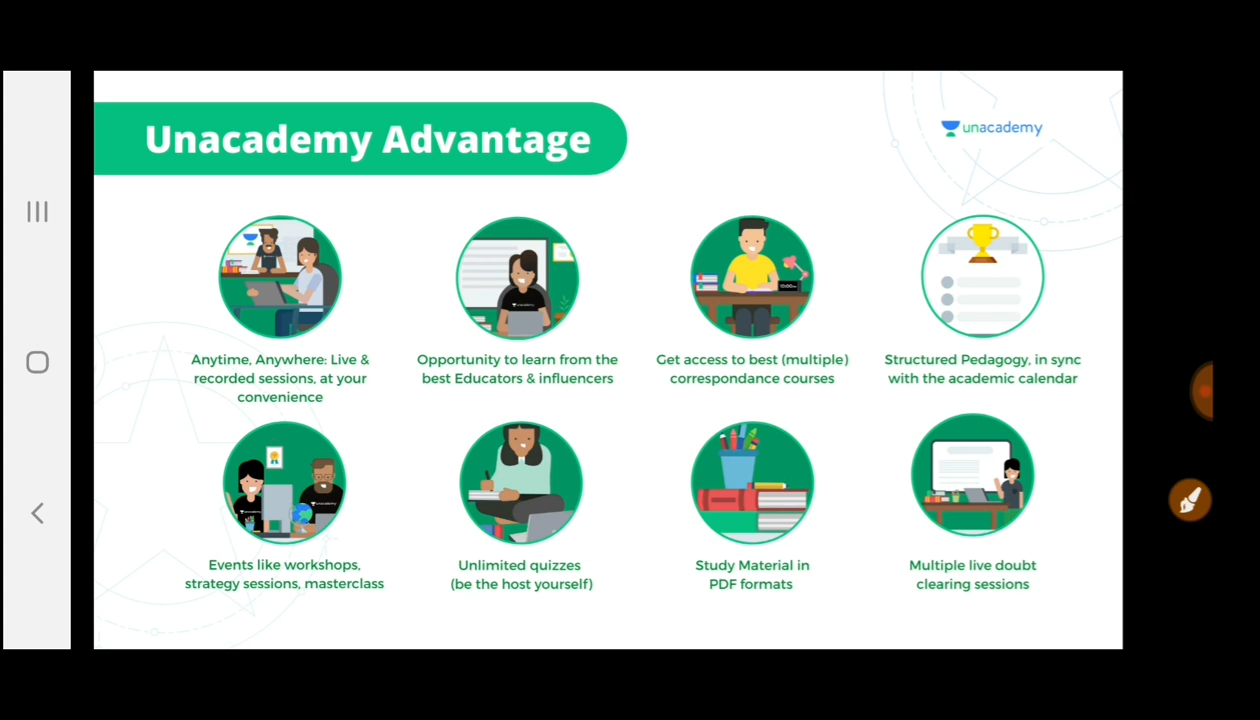 Unacademy Advantage
unacademy
Anytime, Anywhere: Live &
recorded sessions, at your
convenience
Opportunity to learn from the
best Educators & influencers
Get access to best (multiple)
correspondance courses
Structured Pedagogy, in sync
with the academic calendar
Events like workshops,
strategy sessions, masterclass
Unlimited quizzes
(be the host yourself)
Study Material in
PDF formats
Multiple live doubt
clearing sessions